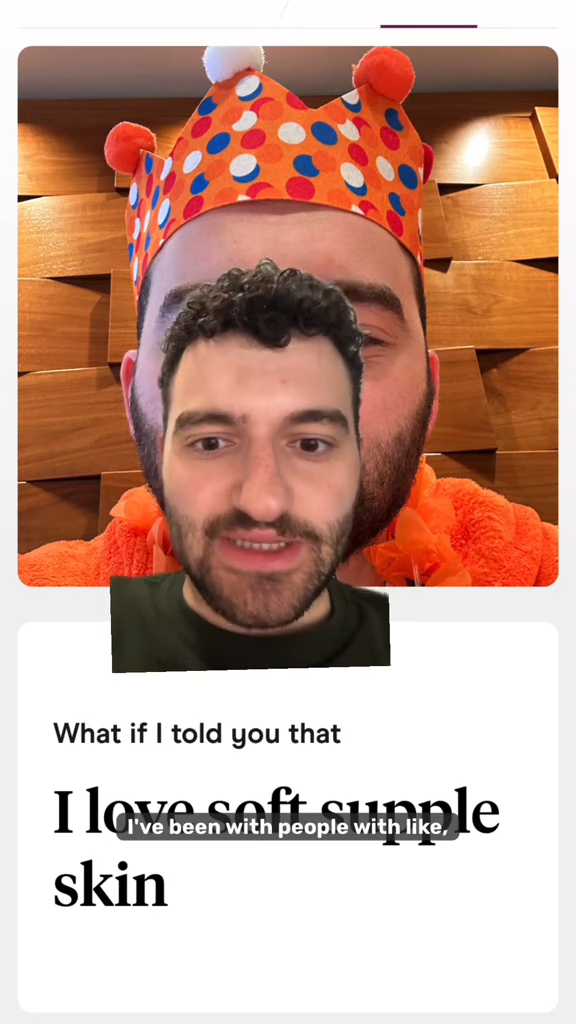 What if I told you that
I love soft supple
I've been with people with like,
skin